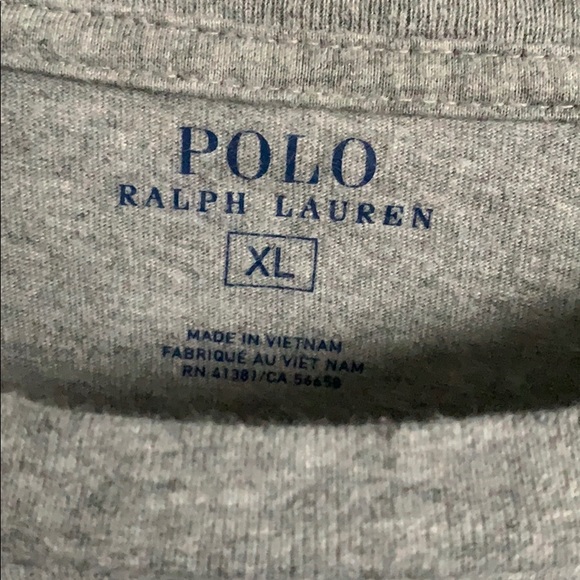 POLO
RALPH LAUREN
XL
MADE IN VIETNAM
FABRIQUÉ AU VIET NAM
RN 41381/CA 56658